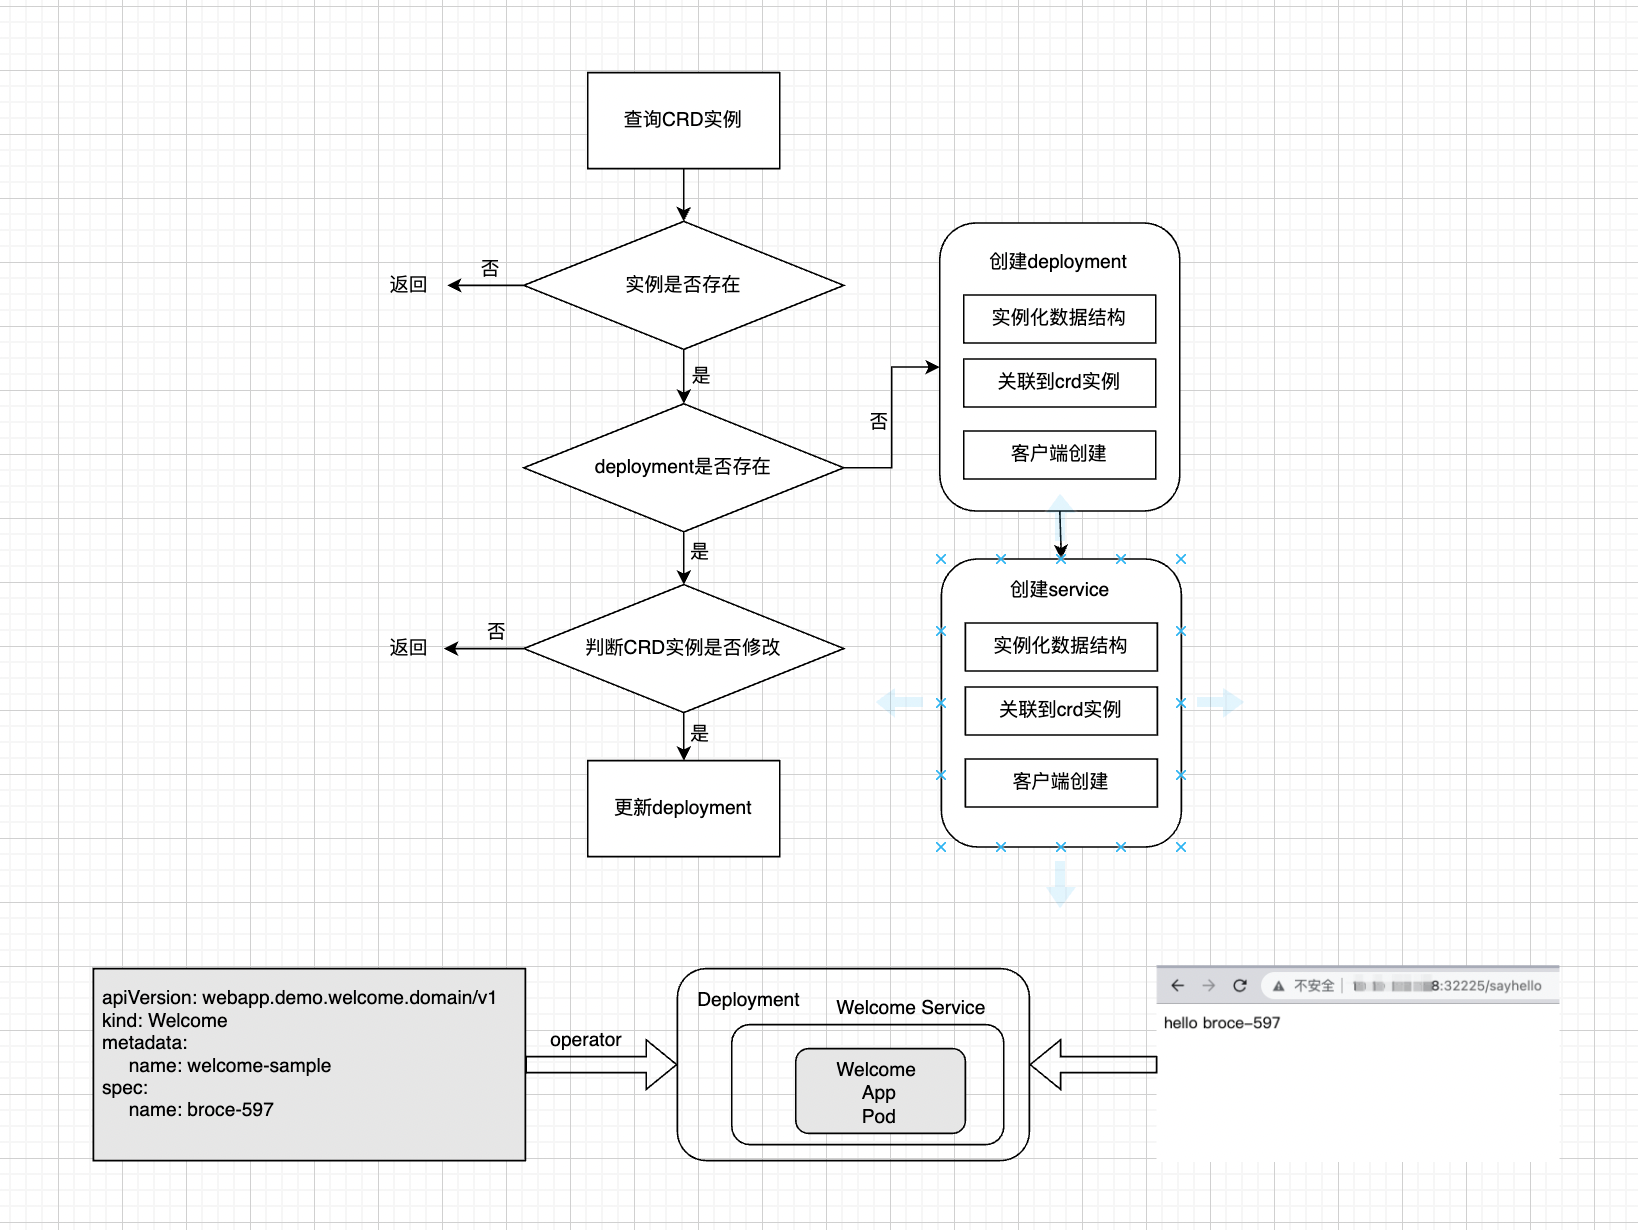 查询CRD实例
实例是否存在
否
返回
是
deployment是否存在
否
是
判断CRD实例是否修改
否
返回
是
更新deployment
创建deployment
实例化数据结构
关联到crd实例
客户端创建
创建service
实例化数据结构
关联到crd实例
客户端创建
apiVersion: webapp.demo.welcome.domain/v1
kind: Welcome
metadata:
name: welcome-sample
spec:
name: broce-597
operator
Deployment
Welcome Service
Welcome
App
Pod
不安全 | 8:32225/sayhello
hello broce-597